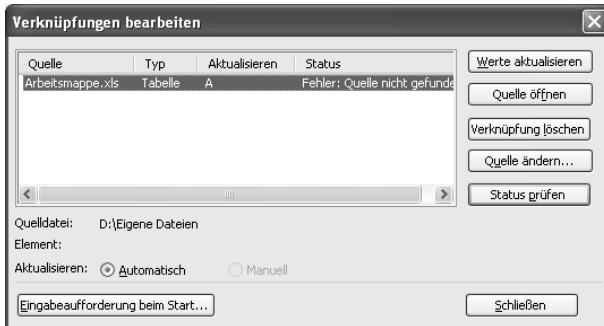 Verknüpfungen bearbeiten
Quelle Typ Aktualisieren Status
Arbeitsmappe.xls Tabelle A Fehler: Quelle nicht gefunde
Werte aktualisieren
Quelle öffnen
Verknüpfung löschen
Quelle ändern...
Status prüfen
Quelldatei: D:\Eigene Dateien
Element:
Aktualisieren: Automatisch Manuell
Eingabeaufforderung beim Start... Schließen